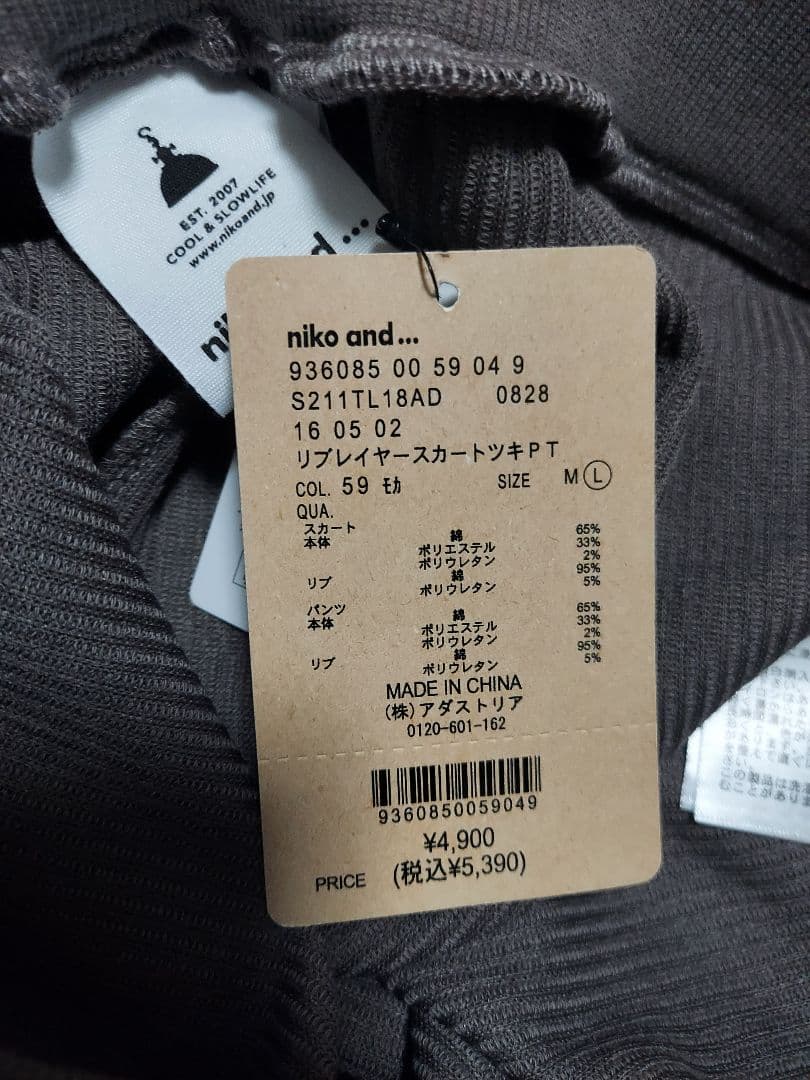 EST. 2007
COOL & SLOWLIFE
www.nikoand.jp
niko and...
936085 00 59 04 9
S211TL18AD 0828
16 05 02
リブレイヤースカートツキPT
COL. 59 モカ SIZE M L
QUA.
スカート
本体 綿 65%
ポリエステル 33%
ポリウレタン 2%
リブ 綿 95%
ポリウレタン 5%
パンツ
本体 綿 65%
ポリエステル 33%
ポリウレタン 2%
リブ 綿 95%
ポリウレタン 5%
MADE IN CHINA
(株)アダストリア
0120-601-162
9360850059049
¥4,900
PRICE (税込¥5,390)